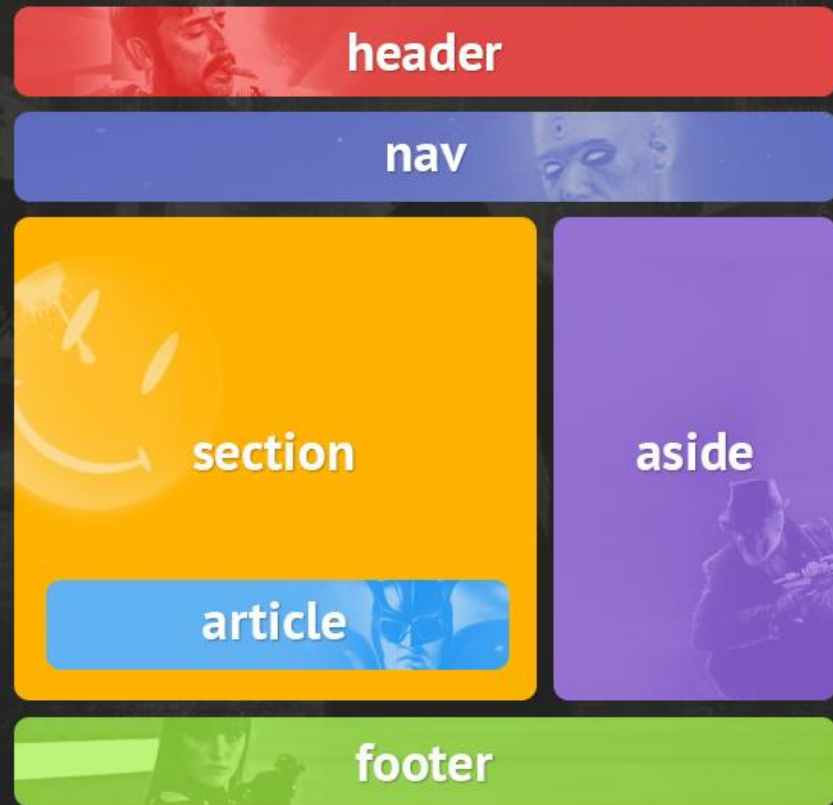 header
nav
section
aside
article
footer